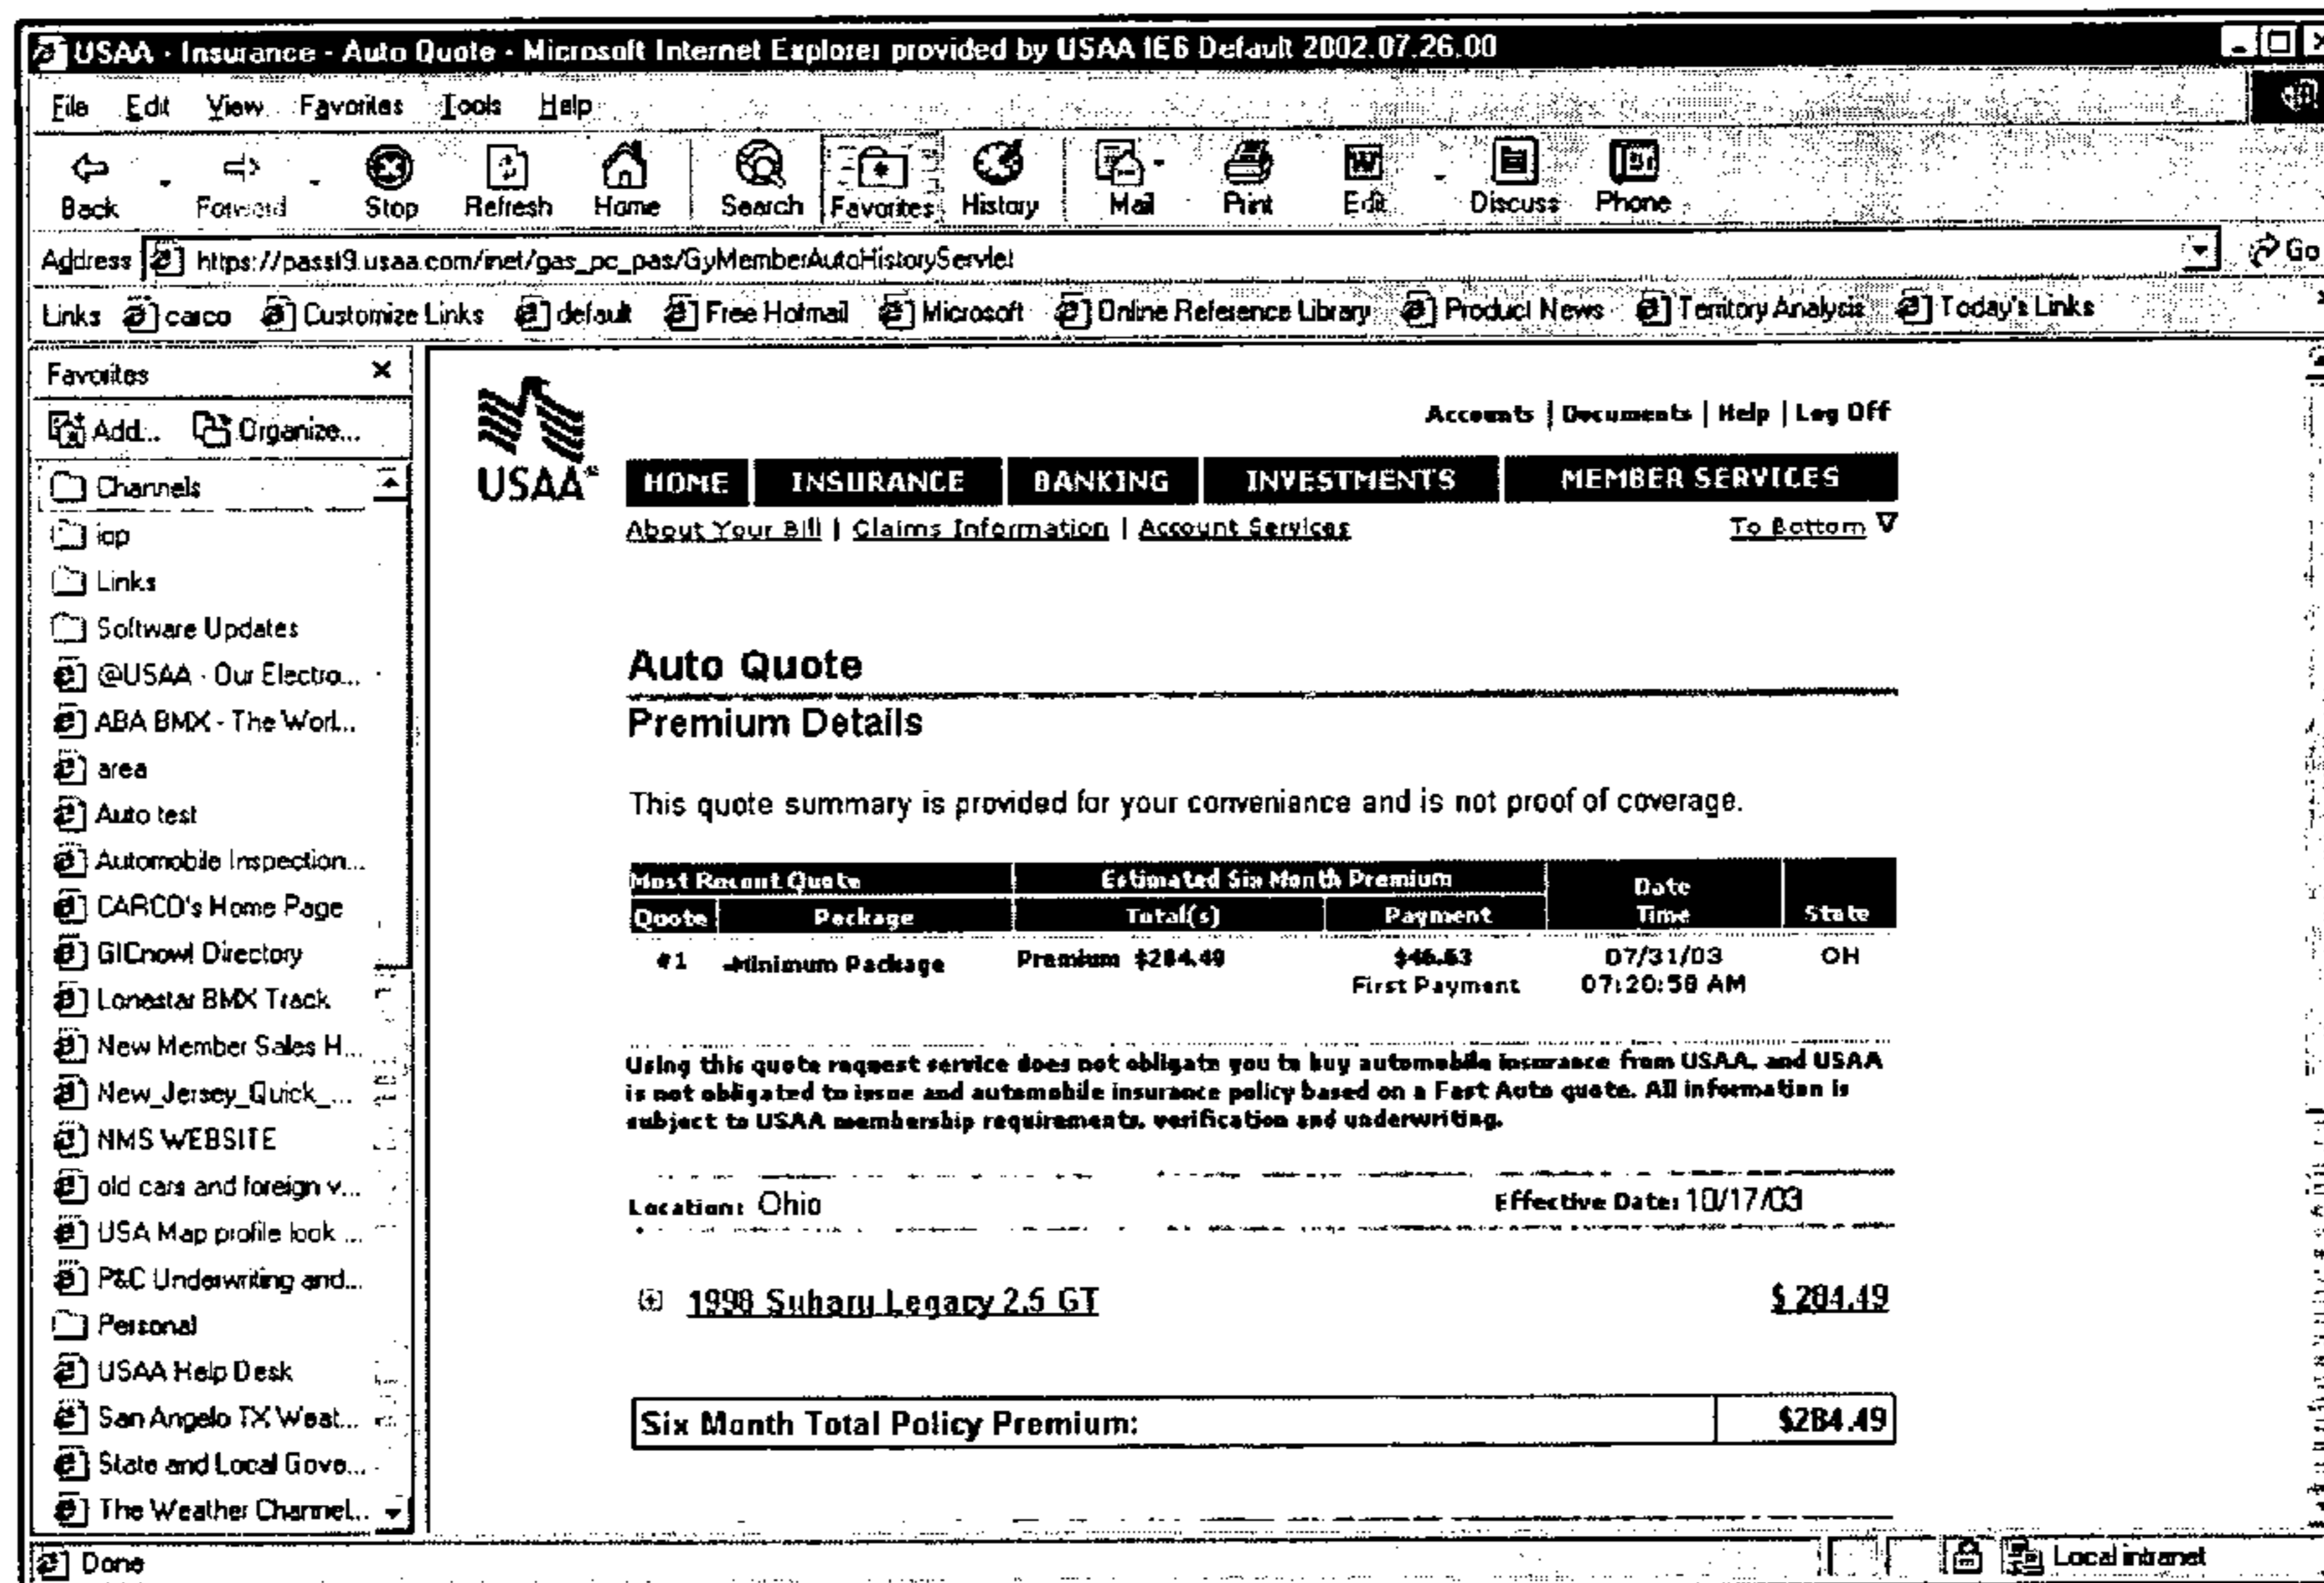 USAA - Insurance - Auto Quote - Microsoft Internet Explorer provided by USAA IE6 Default 2002.07.26.00
File Edit View Favorites Tools Help
Back Forward Stop Refresh Home Search Favorites History Mail Print Edit Discuss Phone
Address https://passl9.usaa.com/inet/gas_pc_pas/GyMemberAutoHistoryServlet Go
Links carco Customize Links default Free Hotmail Microsoft Online Reference Library Product News Territory Analysis Today's Links
Favorites
Add... Organize...
Channels
iop
Links
Software Updates
@USAA - Our Electro...
ABA BMX - The Worl...
area
Auto test
Automobile Inspection...
CARCO's Home Page
GICnowl Directory
Lonestar BMX Track
New Member Sales H...
New_Jersey_Quick_...
NMS WEBSITE
old cars and foreign v...
USA Map profile look ...
P&C Underwriting and...
Personal
USAA Help Desk
San Angelo TX Weat...
State and Local Gove...
The Weather Channel...
USAA®
Accounts | Documents | Help | Log Off
HOME INSURANCE BANKING INVESTMENTS MEMBER SERVICES
About Your Bill | Claims Information | Account Services To Bottom
Auto Quote
Premium Details
This quote summary is provided for your conveniance and is not proof of coverage.
Most Recent Quote Estimated Six Month Premium Date
Quote Package Total(s) Payment Time State
#1 -Minimum Package Premium $284.49 $46.63 07/31/03 OH
First Payment 07:20:58 AM
Using this quote request service does not obligate you to buy automobile insurance from USAA, and USAA
is not obligated to issue and automobile insurance policy based on a Fast Auto quote. All information is
subject to USAA membership requirements, verification and underwriting.
Location: Ohio Effective Date: 10/17/03
1998 Subaru Legacy 2.5 GT $ 284.49
Six Month Total Policy Premium: $284.49
Done Local intranet